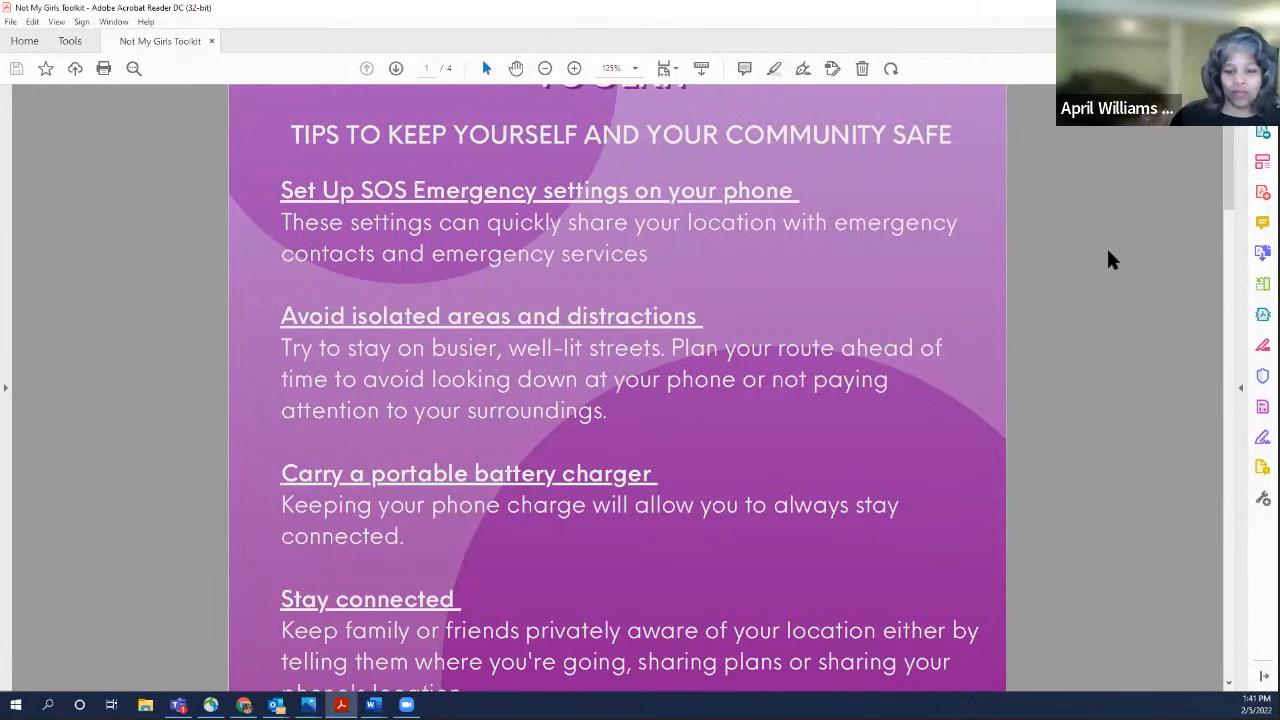 Not My Girls Toolkit - Adobe Acrobat Reader DC (32-bit)
File Edit View Sign Window Help
Home Tools Not My Girls Toolkit ×
1 / 4 125%
April Williams ...
TOOLKIT
TIPS TO KEEP YOURSELF AND YOUR COMMUNITY SAFE
Set Up SOS Emergency settings on your phone
These settings can quickly share your location with emergency
contacts and emergency services
Avoid isolated areas and distractions
Try to stay on busier, well-lit streets. Plan your route ahead of
time to avoid looking down at your phone or not paying
attention to your surroundings.
Carry a portable battery charger
Keeping your phone charge will allow you to always stay
connected.
Stay connected
Keep family or friends privately aware of your location either by
telling them where you're going, sharing plans or sharing your
phone's location
1:41 PM
2/5/2022